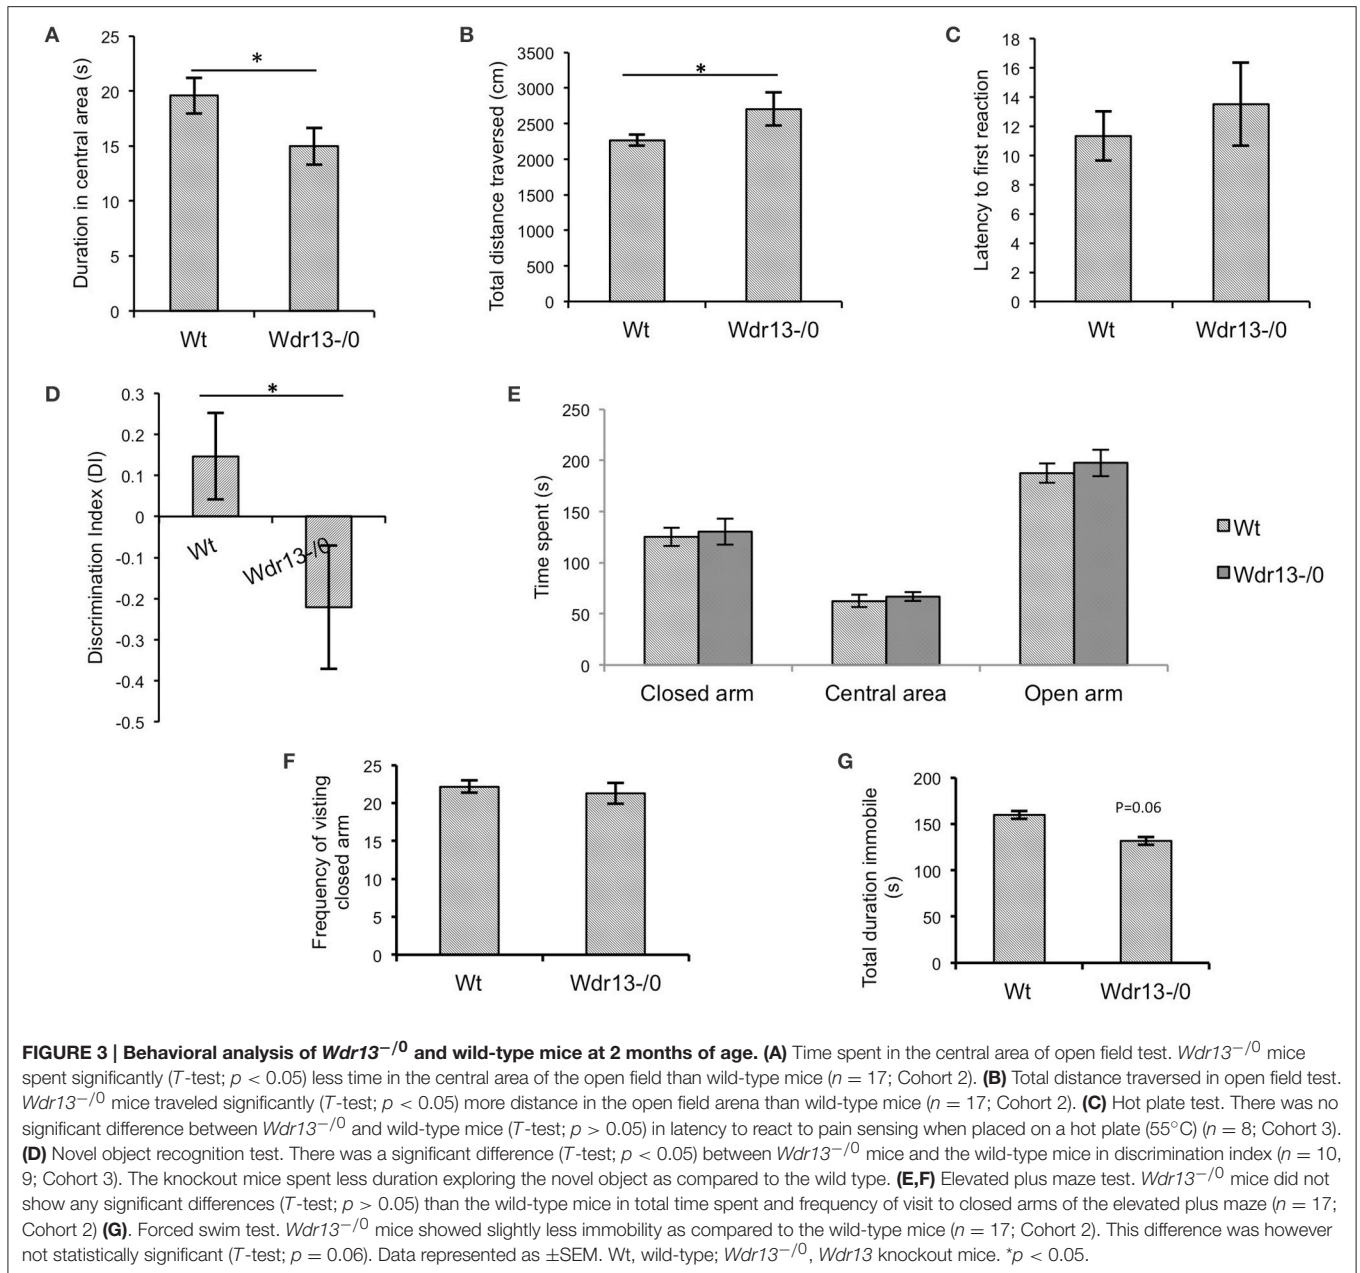 A
Duration in central area (s)
25
20
15
10
5
0
*
Wt
Wdr13-/0
B
Total distance traversed (cm)
3500
3000
2500
2000
1500
1000
500
0
*
Wt
Wdr13-/0
C
Latency to first reaction
18
16
14
12
10
8
6
4
2
0
Wt
Wdr13-/0
D
Discrimination Index (DI)
0.3
0.2
0.1
0
-0.1
-0.2
-0.3
-0.4
-0.5
*
Wt
Wdr13-/0
E
Time spent (s)
250
200
150
100
50
0
Closed arm
Central area
Open arm
Wt
Wdr13-/0
F
Frequency of visting
closed arm
25
20
15
10
5
0
Wt
Wdr13-/0
G
Total duration immobile
(s)
200
150
100
50
0
P=0.06
Wt
Wdr13-/0
FIGURE 3 | Behavioral analysis of Wdr13−/0 and wild-type mice at 2 months of age. (A) Time spent in the central area of open field test. Wdr13−/0 mice
spent significantly (T-test; p < 0.05) less time in the central area of the open field than wild-type mice (n = 17; Cohort 2). (B) Total distance traversed in open field test.
Wdr13−/0 mice traveled significantly (T-test; p < 0.05) more distance in the open field arena than wild-type mice (n = 17; Cohort 2). (C) Hot plate test. There was no
significant difference between Wdr13−/0 and wild-type mice (T-test; p > 0.05) in latency to react to pain sensing when placed on a hot plate (55°C) (n = 8; Cohort 3).
(D) Novel object recognition test. There was a significant difference (T-test; p < 0.05) between Wdr13−/0 mice and the wild-type mice in discrimination index (n = 10,
9; Cohort 3). The knockout mice spent less duration exploring the novel object as compared to the wild type. (E,F) Elevated plus maze test. Wdr13−/0 mice did not
show any significant differences (T-test; p > 0.05) than the wild-type mice in total time spent and frequency of visit to closed arms of the elevated plus maze (n = 17;
Cohort 2) (G). Forced swim test. Wdr13−/0 mice showed slightly less immobility as compared to the wild-type mice (n = 17; Cohort 2). This difference was however
not statistically significant (T-test; p = 0.06). Data represented as ±SEM. Wt, wild-type; Wdr13−/0, Wdr13 knockout mice. *p < 0.05.